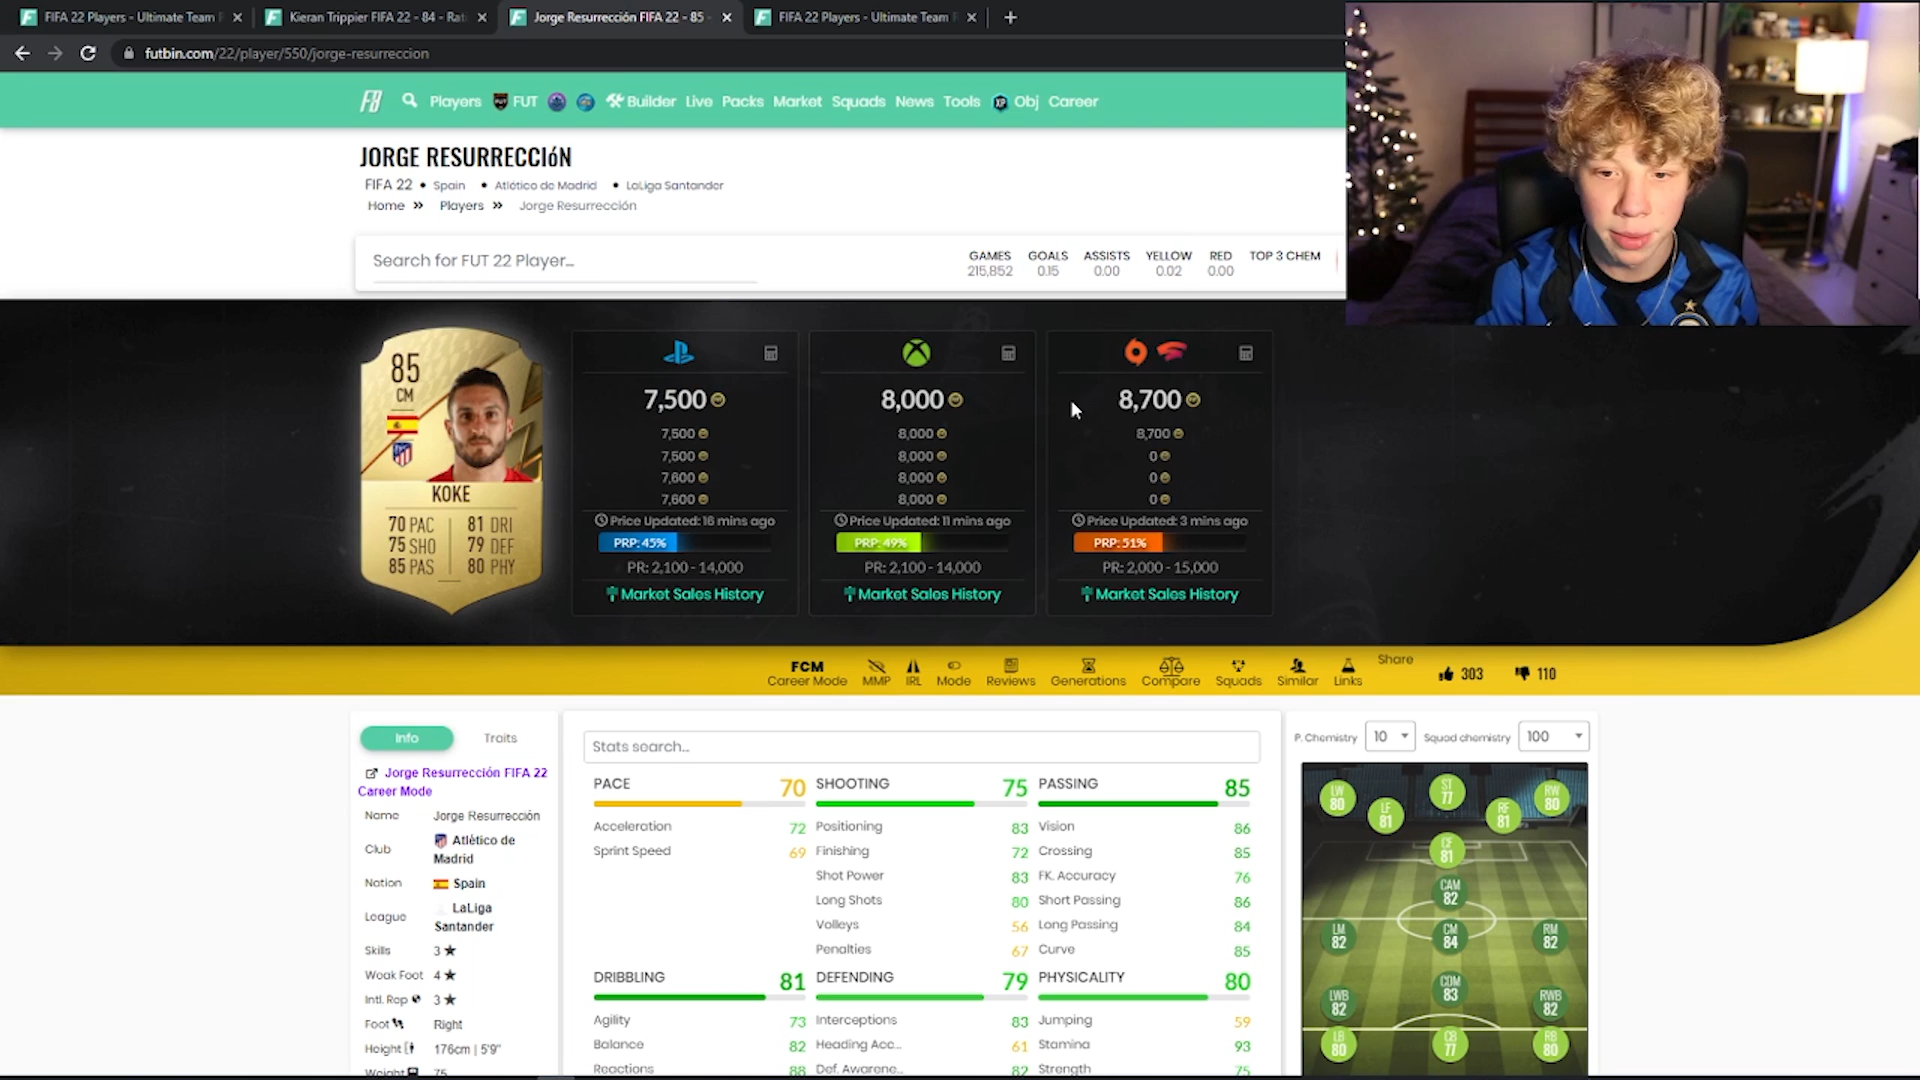 FIFA 22 Players - Ultimate Team
Kieran Trippier FIFA 22 - 84 - Rati
Jorge Resurrección FIFA 22 - 85 -
FIFA 22 Players - Ultimate Team
futbin.com/22/player/550/jorge-resurreccion
Players FUT Builder Live Packs Market Squads News Tools Obj Career
JORGE RESURRECCIóN
FIFA 22 • Spain • Atlético de Madrid • LaLiga Santander
Home » Players » Jorge Resurrección
Search for FUT 22 Player...
GAMES GOALS ASSISTS YELLOW RED TOP 3 CHEM
215,852 0.15 0.00 0.02 0.00
85
CM
KOKE
70 PAC 81 DRI
75 SHO 79 DEF
85 PAS 80 PHY
7,500
7,500
7,500
7,600
7,600
Price Updated: 16 mins ago
PRP: 45%
PR: 2,100 - 14,000
Market Sales History
8,000
8,000
8,000
8,000
8,000
Price Updated: 11 mins ago
PRP: 49%
PR: 2,100 - 14,000
Market Sales History
8,700
8,700
0
0
0
Price Updated: 3 mins ago
PRP: 51%
PR: 2,000 - 15,000
Market Sales History
FCM
Career Mode MMP IRL Mode Reviews Generations Compare Squads Similar Links Share 303 110
Info Traits
Jorge Resurrección FIFA 22
Career Mode
Name Jorge Resurrección
Club Atlético de
Madrid
Nation Spain
League LaLiga
Santander
Skills 3
Weak Foot 4
Intl. Rep 3
Foot Right
Height 176cm | 5'9"
Weight 75
Stats search...
PACE 70 SHOOTING 75 PASSING 85
Acceleration 72 Positioning 83 Vision 86
Sprint Speed 69 Finishing 72 Crossing 85
Shot Power 83 FK. Accuracy 76
Long Shots 80 Short Passing 86
Volleys 56 Long Passing 84
Penalties 67 Curve 85
DRIBBLING 81 DEFENDING 79 PHYSICALITY 80
Agility 73 Interceptions 83 Jumping 59
Balance 82 Heading Acc... 61 Stamina 93
Reactions 88 Def. Awarene... 82 Strength 75
P. Chemistry 10 Squad chemistry 100
LW 80
ST 77
RW 80
LF 81
RF 81
CF 81
CAM 82
LM 82
CM 84
RM 82
CDM 83
LWB 82
RWB 82
LB 80
CB 77
RB 80